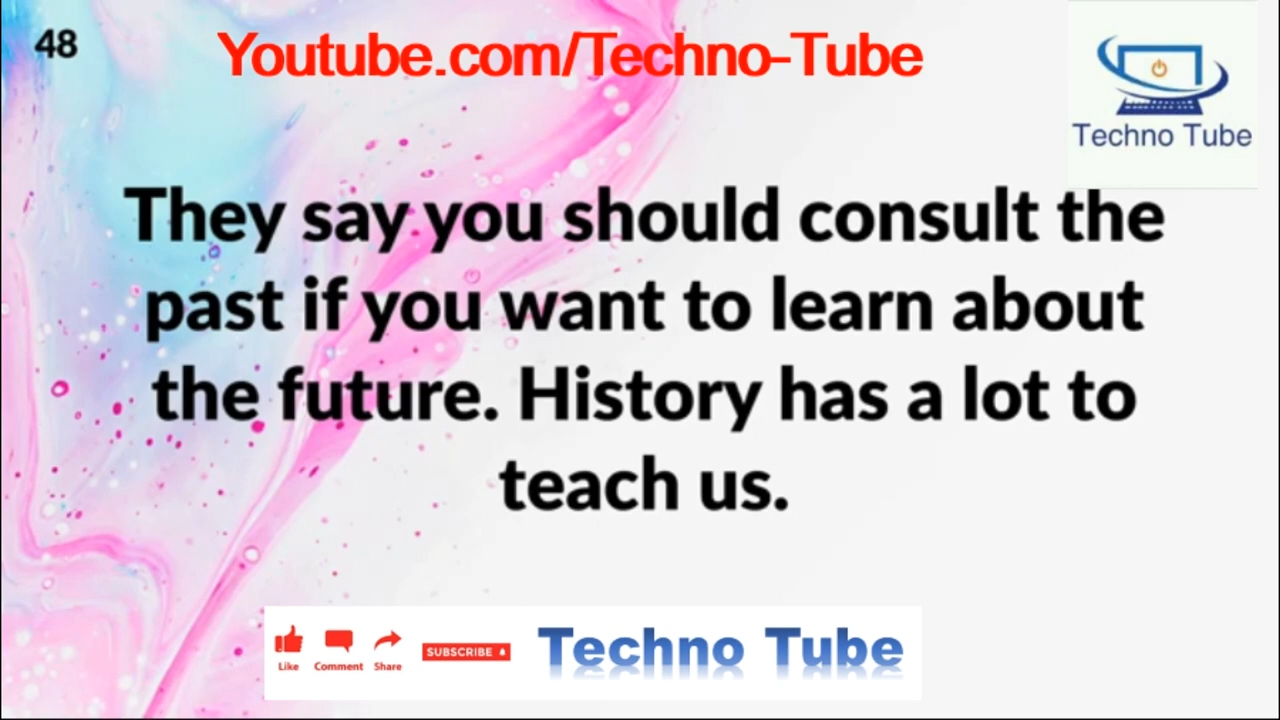 48
Youtube.com/Techno-Tube
Techno Tube
They say you should consult the
past if you want to learn about
the future. History has a lot to
teach us.
Like Comment Share
SUBSCRIBE
Techno Tube